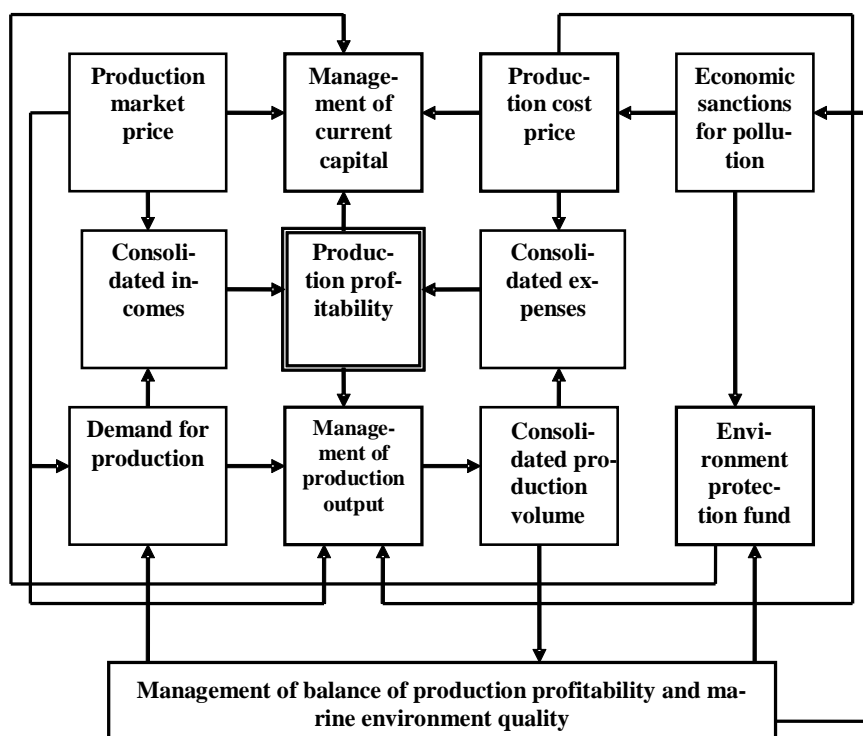 Production
market
price
Manage-
ment of
current
capital
Produc-
tion cost
price
Economic
sanctions
for pollu-
tion
Consoli-
dated in-
comes
Produc-
tion prof-
itability
Consoli-
dated ex-
penses
Demand for
production
Manage-
ment of
production
output
Consoli-
dated pro-
duction
volume
Envi-
ronment
protec-
tion fund
Management of balance of production profitability and ma-
rine environment quality